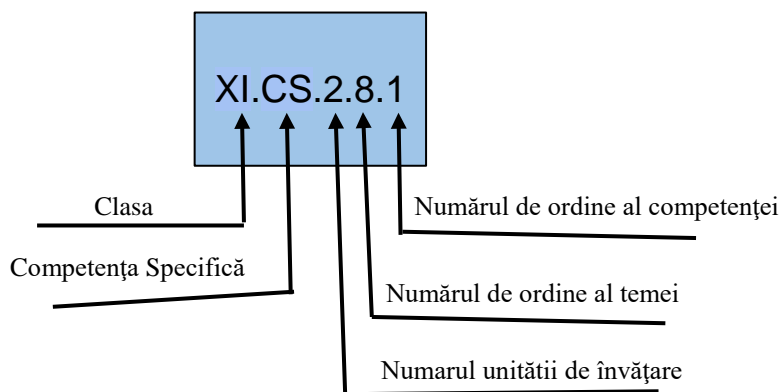 XI.CS.2.8.1
Clasa
Numărul de ordine al competenţei
Competenţa Specifică
Numărul de ordine al temei
Numarul unitătii de învăţare